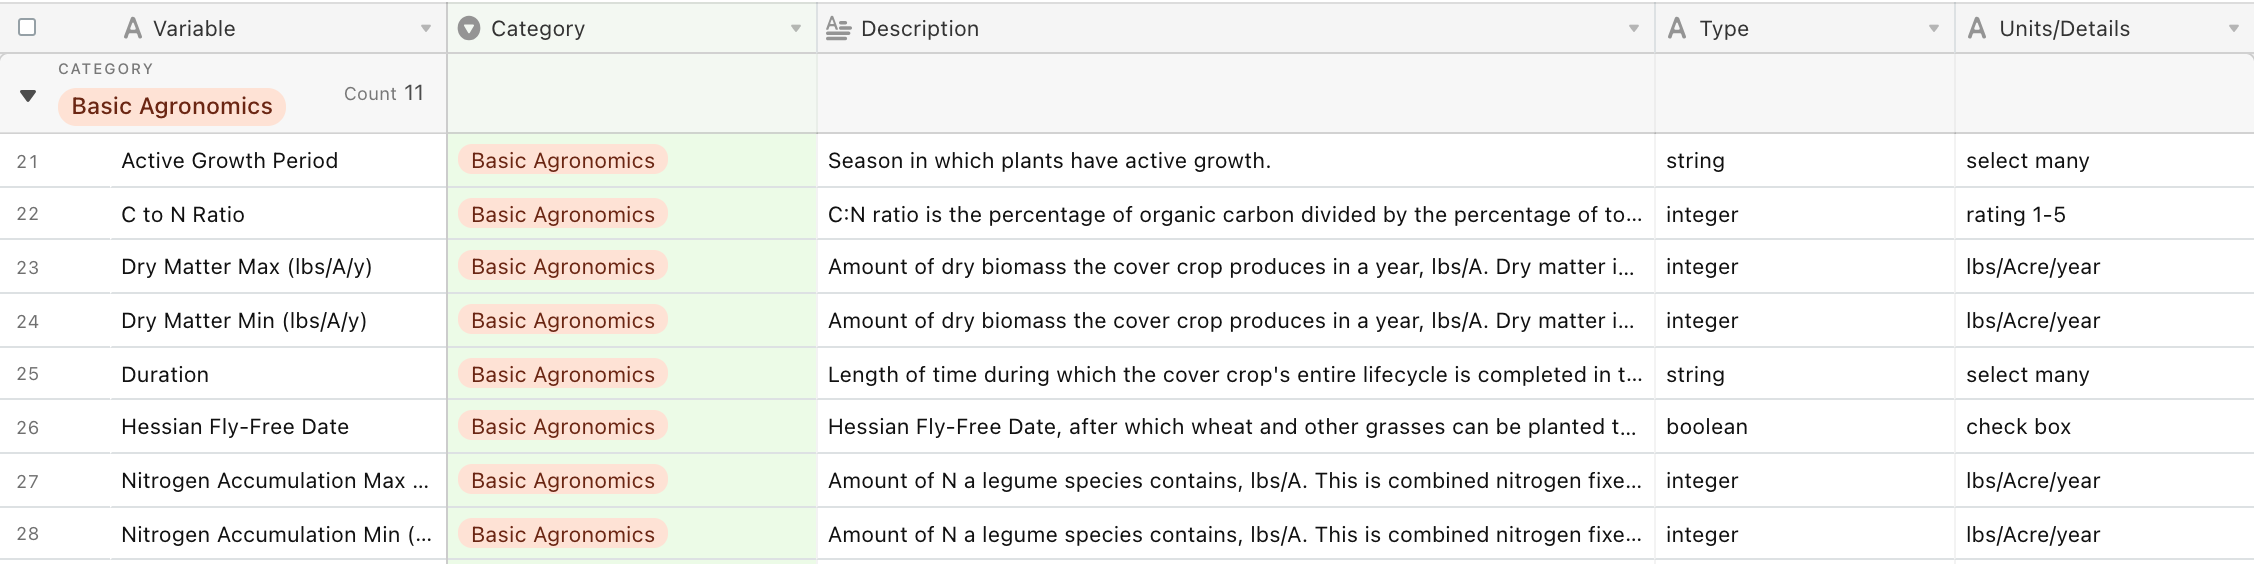 Variable Category Description Type Units/Details
CATEGORY
Basic Agronomics Count 11
21 Active Growth Period Basic Agronomics Season in which plants have active growth. string select many
22 C to N Ratio Basic Agronomics C:N ratio is the percentage of organic carbon divided by the percentage of to... integer rating 1-5
23 Dry Matter Max (lbs/A/y) Basic Agronomics Amount of dry biomass the cover crop produces in a year, lbs/A. Dry matter i... integer lbs/Acre/year
24 Dry Matter Min (lbs/A/y) Basic Agronomics Amount of dry biomass the cover crop produces in a year, lbs/A. Dry matter i... integer lbs/Acre/year
25 Duration Basic Agronomics Length of time during which the cover crop's entire lifecycle is completed in t... string select many
26 Hessian Fly-Free Date Basic Agronomics Hessian Fly-Free Date, after which wheat and other grasses can be planted t... boolean check box
27 Nitrogen Accumulation Max ... Basic Agronomics Amount of N a legume species contains, lbs/A. This is combined nitrogen fixe... integer lbs/Acre/year
28 Nitrogen Accumulation Min (... Basic Agronomics Amount of N a legume species contains, lbs/A. This is combined nitrogen fixe... integer lbs/Acre/year